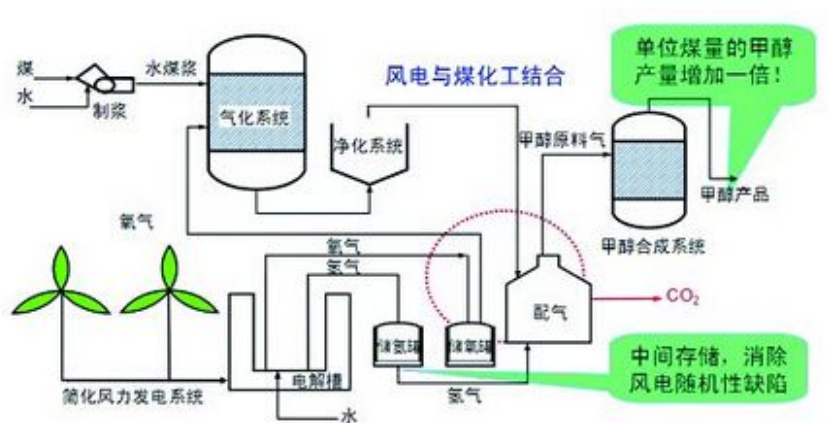 单位煤量的甲醇
产量增加一倍！
风电与煤化工结合
煤
水
制浆
水煤浆
气化系统
净化系统
甲醇原料气
甲醇产品
甲醇合成系统
氧气
氧气
氢气
储氢罐
储氧罐
配气
CO₂
电解槽
简化风力发电系统
水
氢气
中间存储，消除
风电随机性缺陷